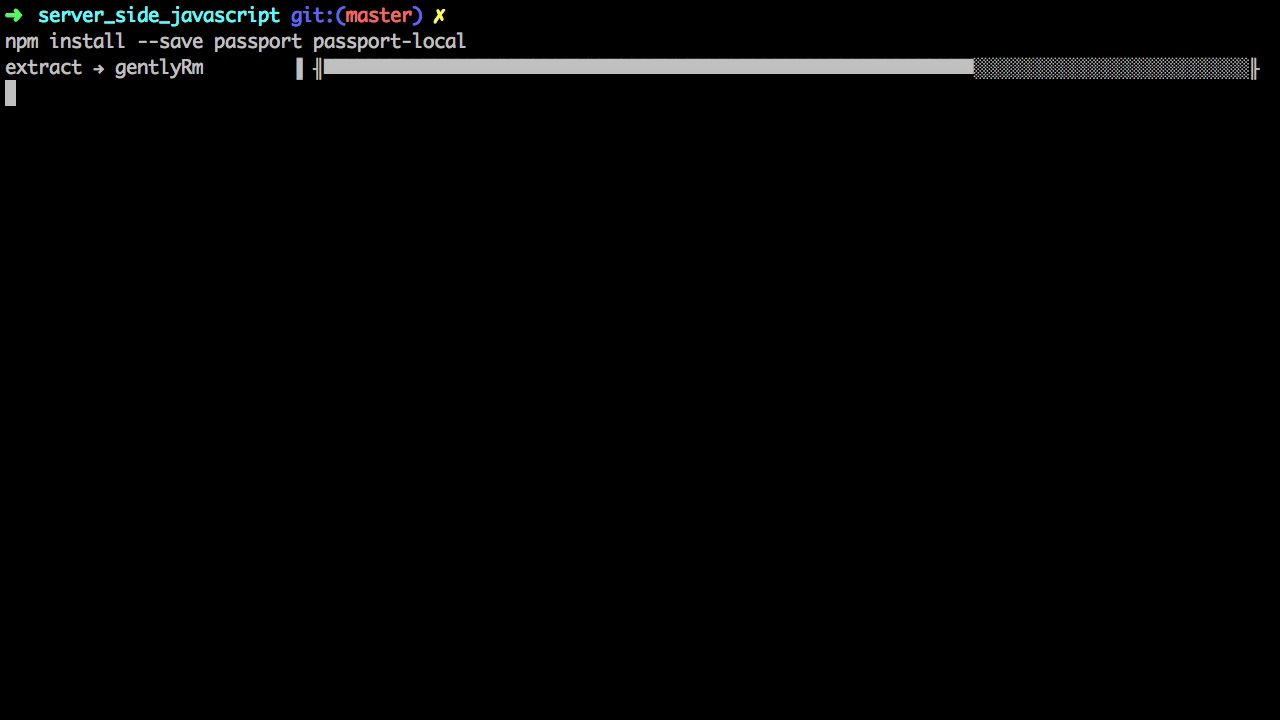 ➜ server_side_javascript git:(master) ✗
npm install --save passport passport-local
extract → gentlyRm ▌ ╢█████████████████████████████████████████░░░░░░░░░░░░░░░░░╟